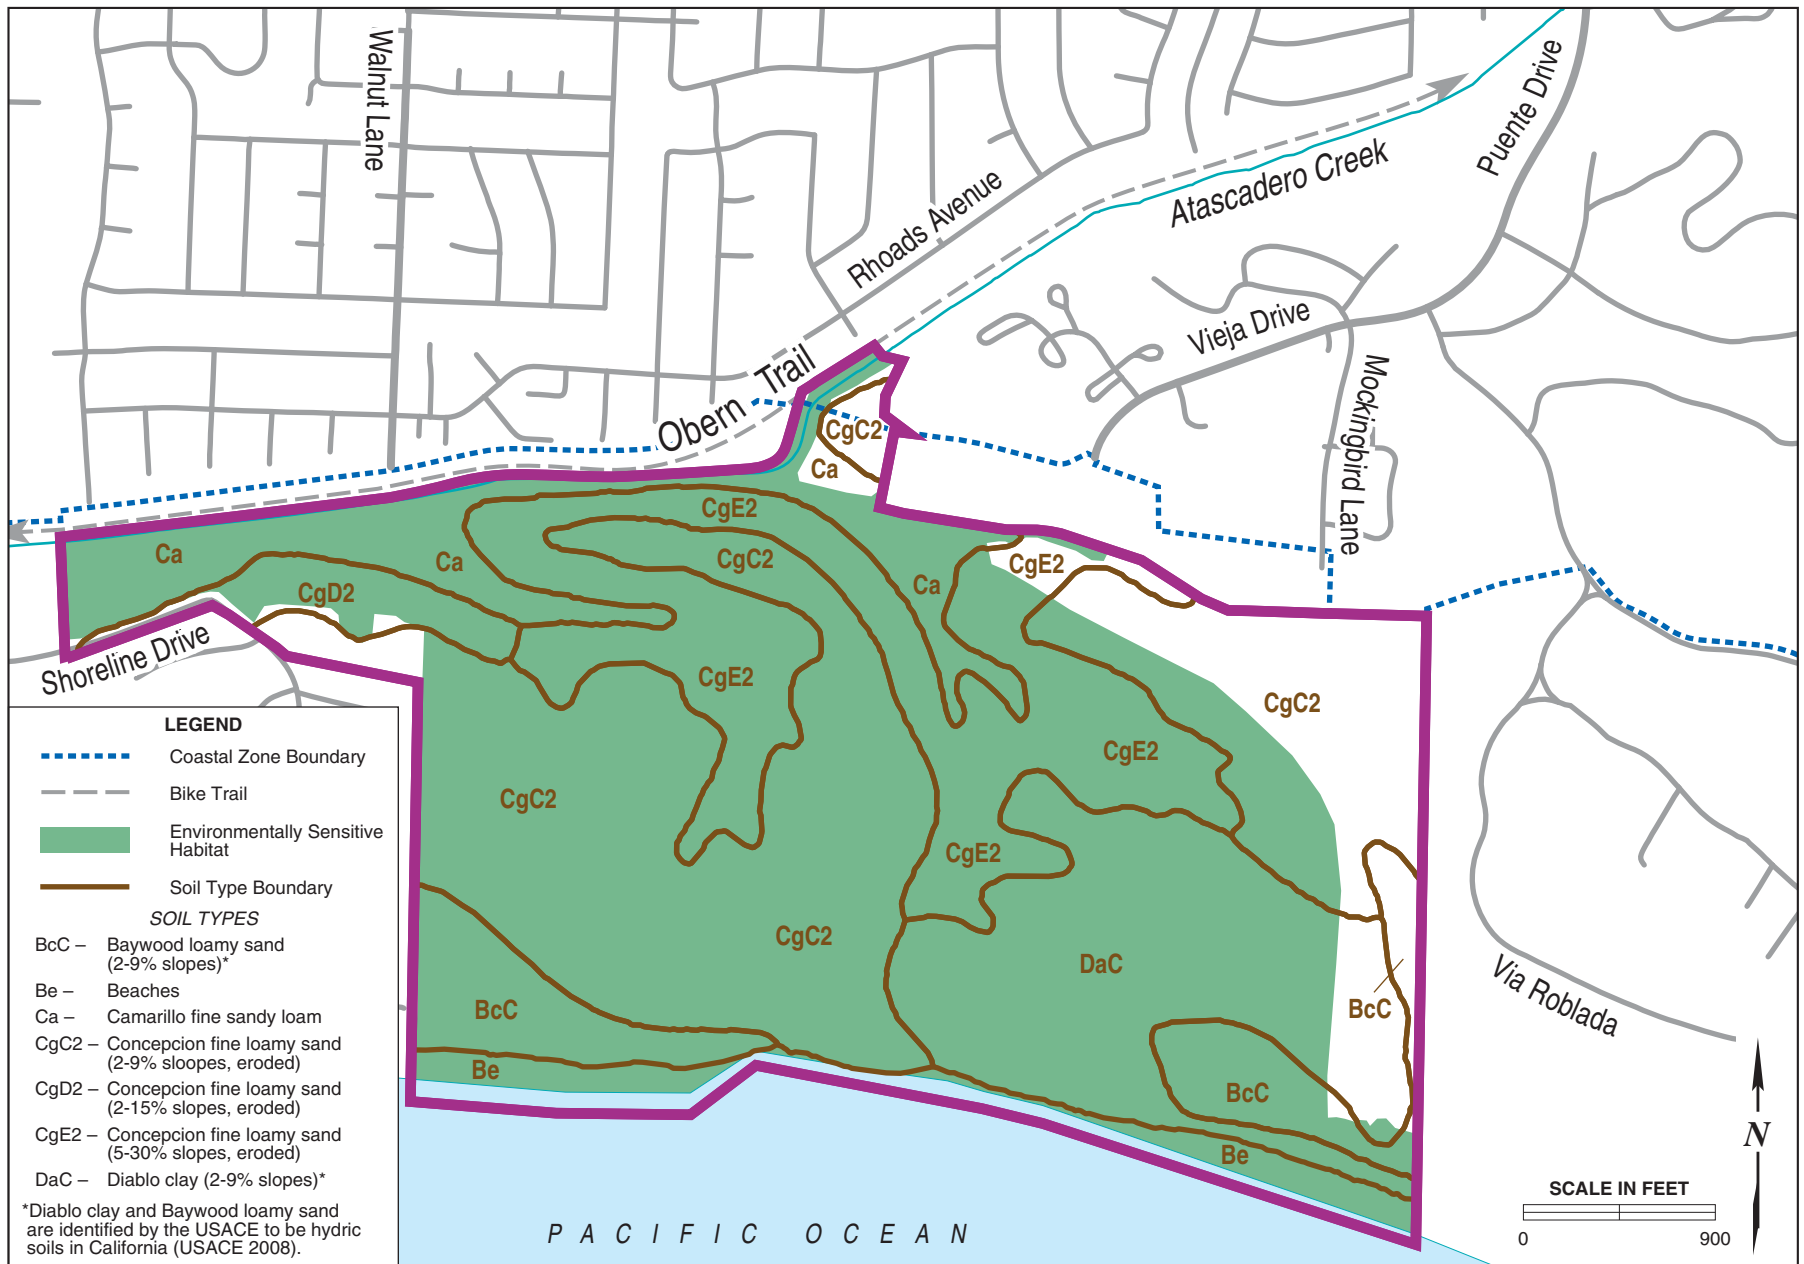 Walnut Lane
Puente Drive
Atascadero Creek
Rhoads Avenue
Vieja Drive
Mockingbird Lane
Obern Trail
CgC2
Ca
CgE2
Ca
Ca
CgC2
CgE2
Ca
CgD2
Shoreline Drive
CgE2
CgC2
CgE2
CgC2
CgE2
CgC2
DaC
BcC
BcC
Via Roblada
Be
BcC
Be
PACIFIC OCEAN
LEGEND
Coastal Zone Boundary
Bike Trail
Environmentally Sensitive
Habitat
Soil Type Boundary
SOIL TYPES
BcC – Baywood loamy sand
(2-9% slopes)*
Be – Beaches
Ca – Camarillo fine sandy loam
CgC2 – Concepcion fine loamy sand
(2-9% sloopes, eroded)
CgD2 – Concepcion fine loamy sand
(2-15% slopes, eroded)
CgE2 – Concepcion fine loamy sand
(5-30% slopes, eroded)
DaC – Diablo clay (2-9% slopes)*
*Diablo clay and Baywood loamy sand
are identified by the USACE to be hydric
soils in California (USACE 2008).
N
SCALE IN FEET
0 900